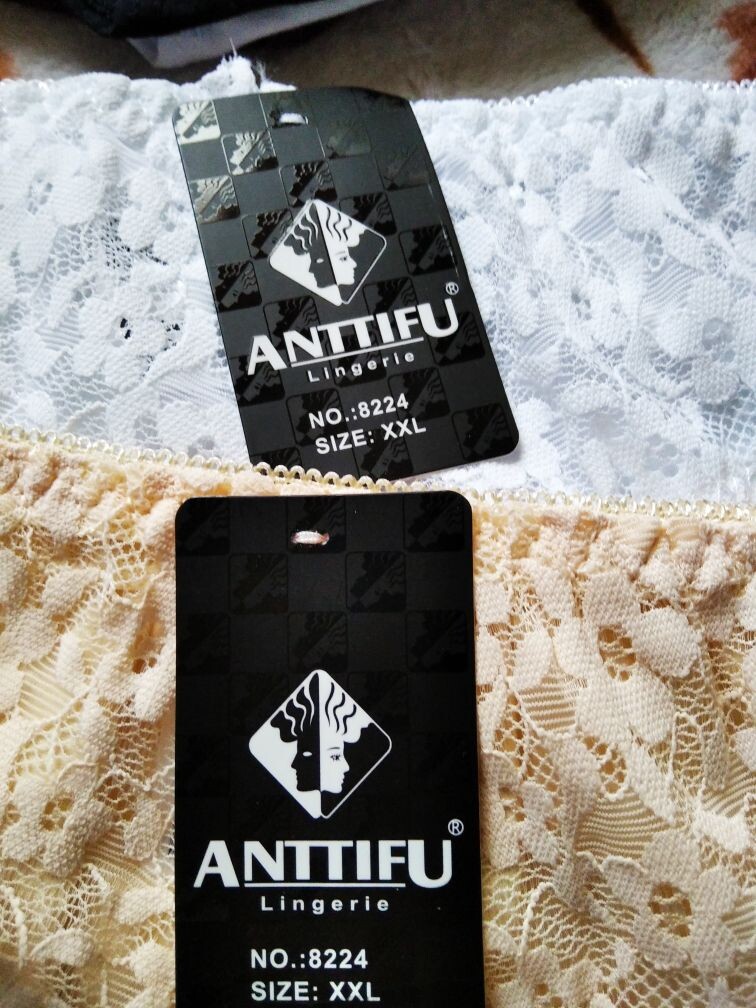 ANTTIFU®
Lingerie
NO.:8224
SIZE: XXL
ANTTIFU®
Lingerie
NO.:8224
SIZE: XXL